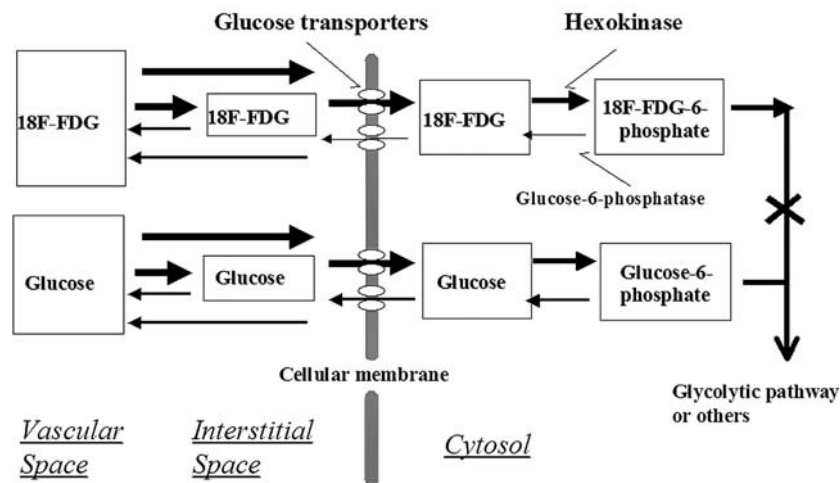 Glucose transporters
Hexokinase
18F-FDG
18F-FDG
18F-FDG
18F-FDG-6-
phosphate
Glucose-6-phosphatase
Glucose
Glucose
Glucose
Glucose-6-
phosphate
Cellular membrane
Glycolytic pathway
or others
Vascular
Space
Interstitial
Space
Cytosol